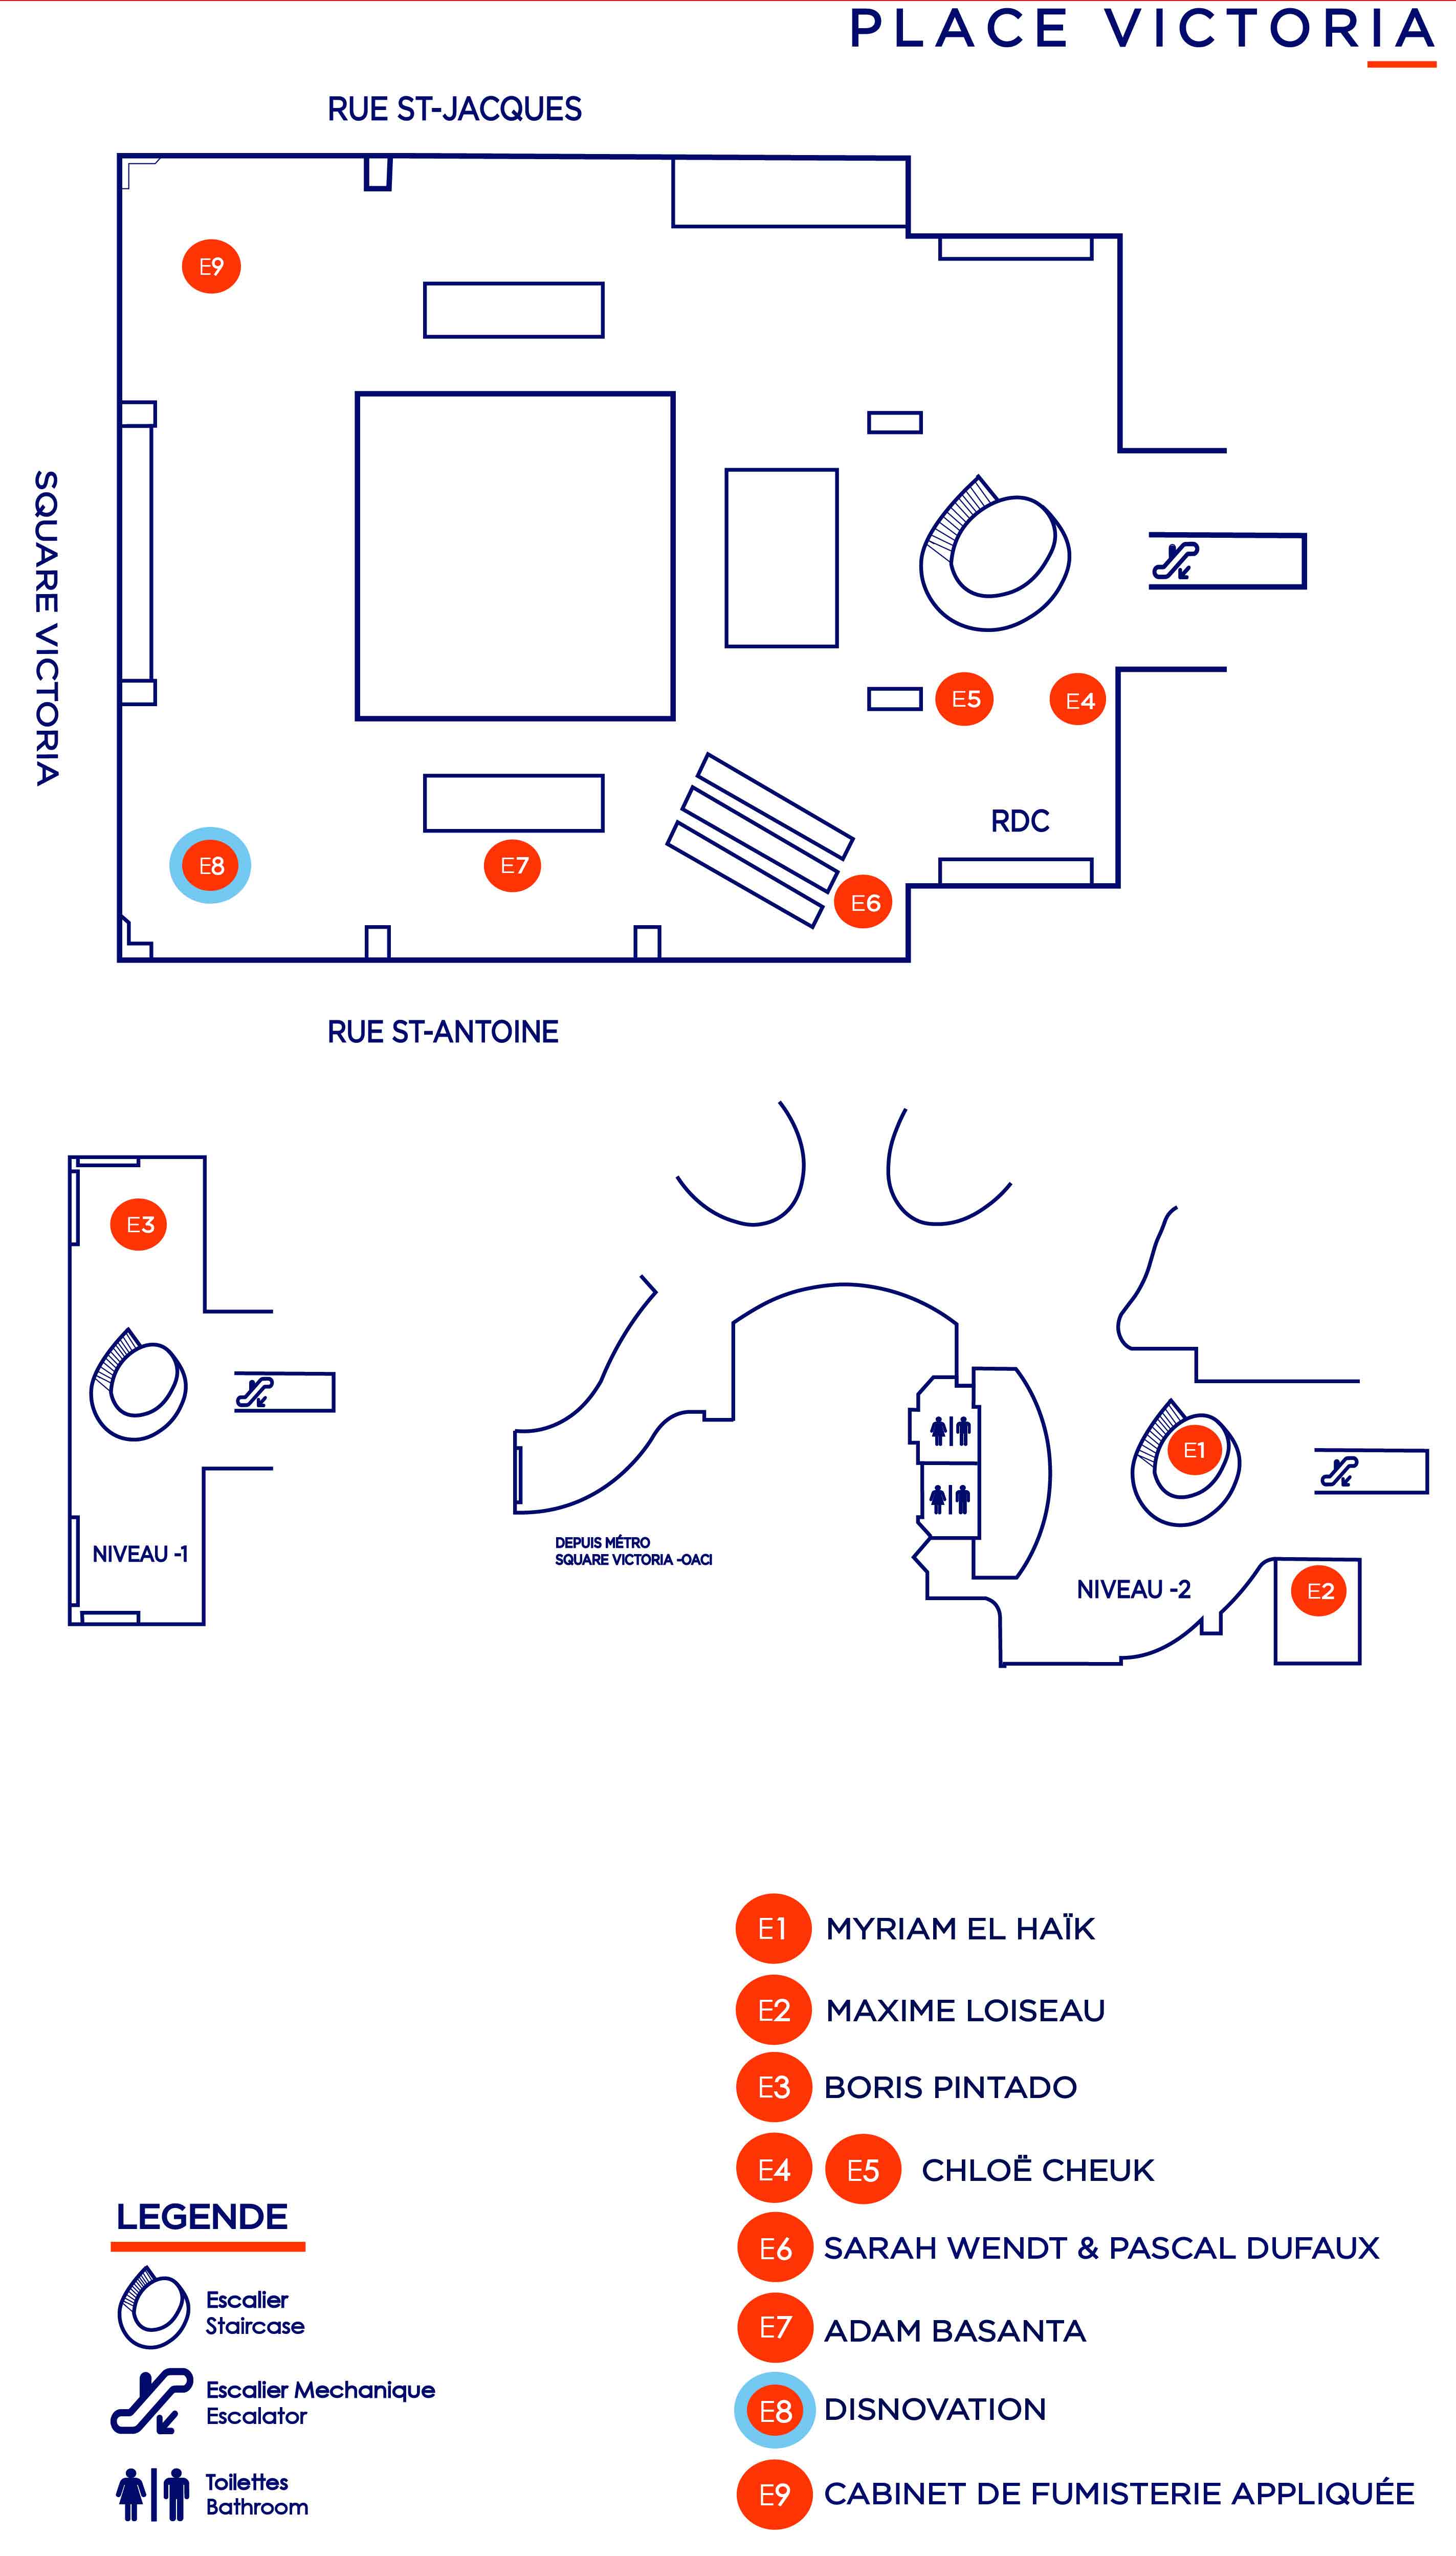 PLACE VICTORIA
RUE ST-JACQUES
E9
SQUARE VICTORIA
E5
E4
RDC
E8
E7
E6
RUE ST-ANTOINE
E3
E1
DEPUIS MÉTRO
SQUARE VICTORIA -OACI
NIVEAU -1
NIVEAU -2
E2
E1 MYRIAM EL HAÏK
E2 MAXIME LOISEAU
E3 BORIS PINTADO
E4 E5 CHLOË CHEUK
E6 SARAH WENDT & PASCAL DUFAUX
E7 ADAM BASANTA
E8 DISNOVATION
E9 CABINET DE FUMISTERIE APPLIQUÉE
LEGENDE
Escalier
Staircase
Escalier Mechanique
Escalator
Toilettes
Bathroom